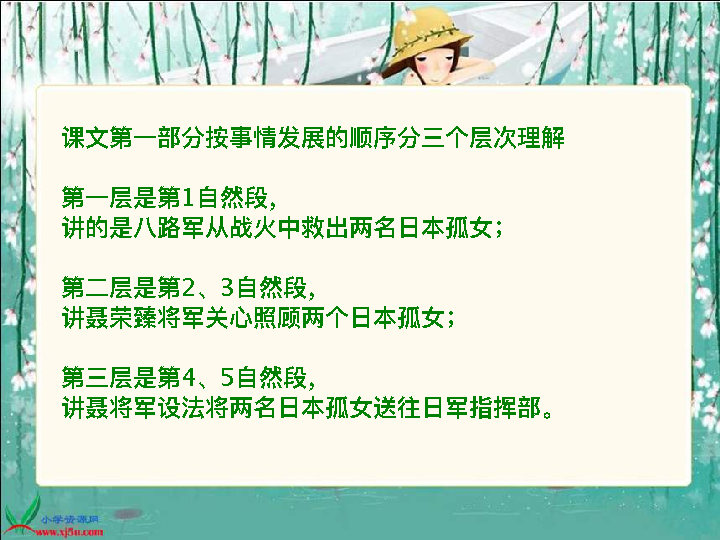 课文第一部分按事情发展的顺序分三个层次理解
第一层是第1自然段，
讲的是八路军从战火中救出两名日本孤女；
第二层是第2、3自然段，
讲聂荣臻将军关心照顾两个日本孤女；
第三层是第4、5自然段，
讲聂将军设法将两名日本孤女送往日军指挥部。
小学资源网
www.xj5u.com